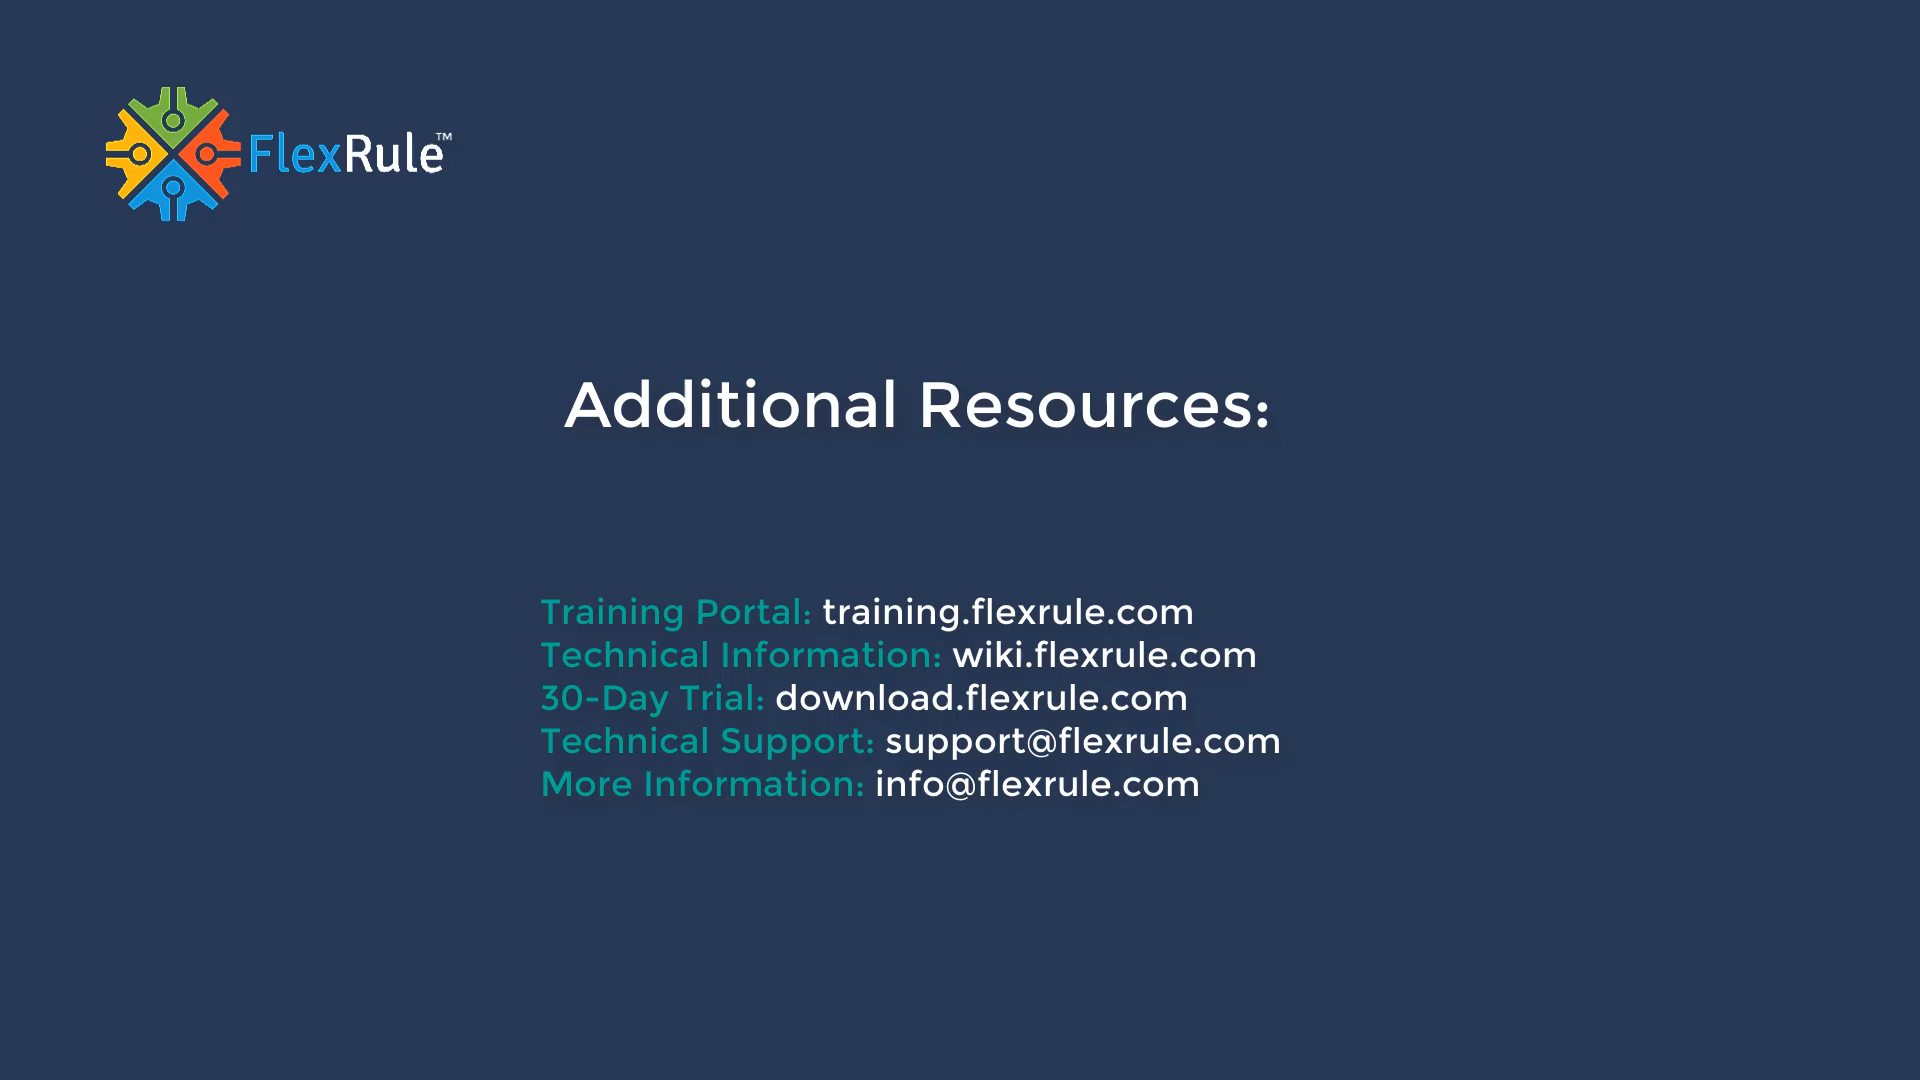 FlexRule™
Additional Resources:
Training Portal: training.flexrule.com
Technical Information: wiki.flexrule.com
30-Day Trial: download.flexrule.com
Technical Support: support@flexrule.com
More Information: info@flexrule.com